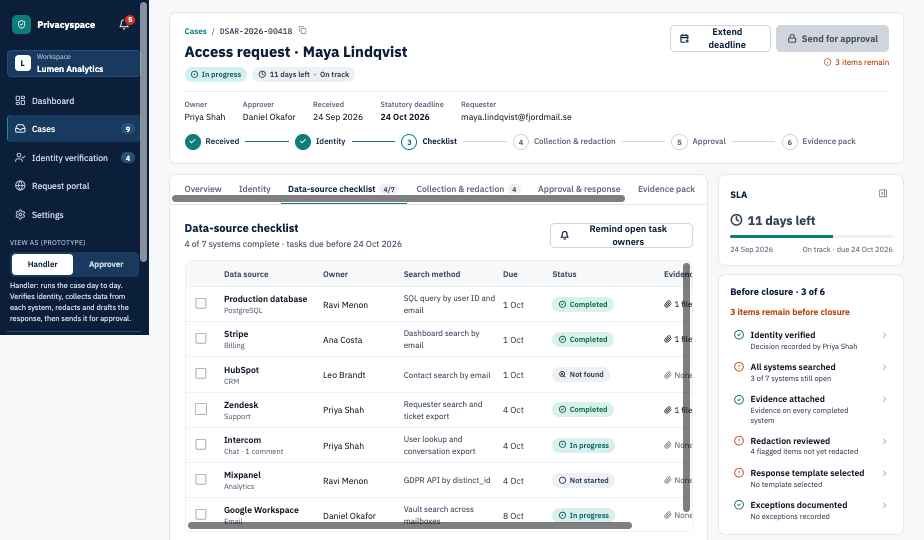 Privacyspace
5
Workspace
L
Lumen Analytics
Dashboard
Cases 9
Identity verification 4
Request portal
Settings
VIEW AS (PROTOTYPE)
Handler Approver
Handler: runs the case day to day.
Verifies identity, collects data from
each system, redacts and drafts the
response, then sends it for approval.
Cases / DSAR-2026-00418
Access request · Maya Lindqvist
In progress 11 days left · On track
Extend
deadline
Send for approval
3 items remain
Owner Approver Received Statutory deadline Requester
Priya Shah Daniel Okafor 24 Sep 2026 24 Oct 2026 maya.lindqvist@fjordmail.se
Received Identity 3 Checklist 4 Collection & redaction 5 Approval 6 Evidence pack
Overview Identity Data-source checklist 4/7 Collection & redaction 4 Approval & response Evidence pack
Data-source checklist
4 of 7 systems complete · tasks due before 24 Oct 2026
Remind open task
owners
Data source Owner Search method Due Status Eviden
Production database
PostgreSQL
Ravi Menon
SQL query by user ID and
email
1 Oct Completed 1 file
Stripe
Billing
Ana Costa
Dashboard search by
email
1 Oct Completed 1 file
HubSpot
CRM
Leo Brandt Contact search by email 1 Oct Not found None
Zendesk
Support
Priya Shah
Requester search and
ticket export
4 Oct Completed 1 file
Intercom
Chat · 1 comment
Priya Shah
User lookup and
conversation export
4 Oct In progress None
Mixpanel
Analytics
Ravi Menon GDPR API by distinct_id 4 Oct Not started None
Google Workspace
Email
Daniel Okafor
Vault search across
mailboxes
8 Oct In progress None
SLA
11 days left
24 Sep 2026 On track · due 24 Oct 2026
Before closure · 3 of 6
3 items remain before closure
Identity verified
Decision recorded by Priya Shah
All systems searched
3 of 7 systems still open
Evidence attached
Evidence on every completed
system
Redaction reviewed
4 flagged items not yet redacted
Response template selected
No template selected
Exceptions documented
No exceptions recorded